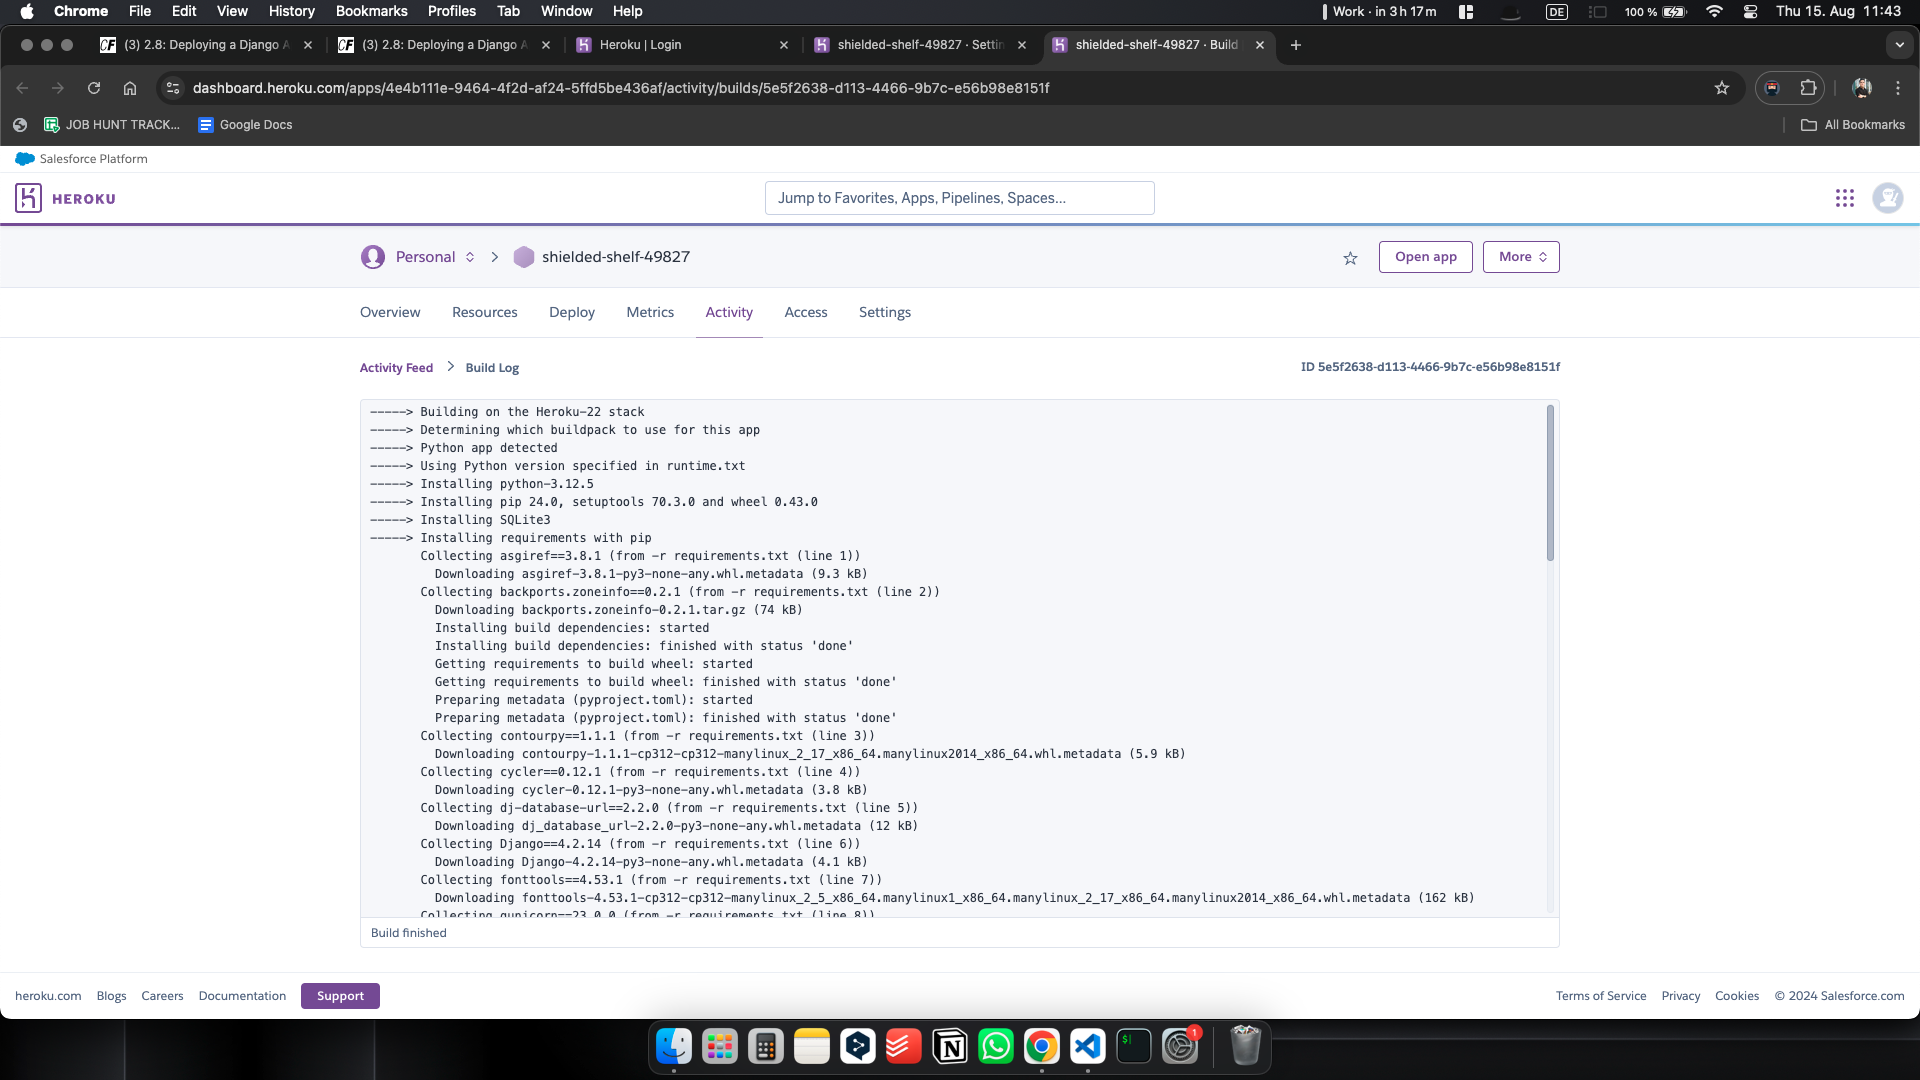 Chrome File Edit View History Bookmarks Profiles Tab Window Help Work · in 3 h 17 m DE 100 % Thu 15. Aug 11:43
(3) 2.8: Deploying a Django A (3) 2.8: Deploying a Django A Heroku | Login shielded-shelf-49827 · Settin shielded-shelf-49827 · Build
dashboard.heroku.com/apps/4e4b111e-9464-4f2d-af24-5ffd5be436af/activity/builds/5e5f2638-d113-4466-9b7c-e56b98e8151f
JOB HUNT TRACK... Google Docs All Bookmarks
Salesforce Platform
HEROKU Jump to Favorites, Apps, Pipelines, Spaces...
Personal shielded-shelf-49827 Open app More
Overview Resources Deploy Metrics Activity Access Settings
Activity Feed > Build Log ID 5e5f2638-d113-4466-9b7c-e56b98e8151f
-----> Building on the Heroku-22 stack
-----> Determining which buildpack to use for this app
-----> Python app detected
-----> Using Python version specified in runtime.txt
-----> Installing python-3.12.5
-----> Installing pip 24.0, setuptools 70.3.0 and wheel 0.43.0
-----> Installing SQLite3
-----> Installing requirements with pip
Collecting asgiref==3.8.1 (from -r requirements.txt (line 1))
Downloading asgiref-3.8.1-py3-none-any.whl.metadata (9.3 kB)
Collecting backports.zoneinfo==0.2.1 (from -r requirements.txt (line 2))
Downloading backports.zoneinfo-0.2.1.tar.gz (74 kB)
Installing build dependencies: started
Installing build dependencies: finished with status 'done'
Getting requirements to build wheel: started
Getting requirements to build wheel: finished with status 'done'
Preparing metadata (pyproject.toml): started
Preparing metadata (pyproject.toml): finished with status 'done'
Collecting contourpy==1.1.1 (from -r requirements.txt (line 3))
Downloading contourpy-1.1.1-cp312-cp312-manylinux_2_17_x86_64.manylinux2014_x86_64.whl.metadata (5.9 kB)
Collecting cycler==0.12.1 (from -r requirements.txt (line 4))
Downloading cycler-0.12.1-py3-none-any.whl.metadata (3.8 kB)
Collecting dj-database-url==2.2.0 (from -r requirements.txt (line 5))
Downloading dj_database_url-2.2.0-py3-none-any.whl.metadata (12 kB)
Collecting Django==4.2.14 (from -r requirements.txt (line 6))
Downloading Django-4.2.14-py3-none-any.whl.metadata (4.1 kB)
Collecting fonttools==4.53.1 (from -r requirements.txt (line 7))
Downloading fonttools-4.53.1-cp312-cp312-manylinux_2_5_x86_64.manylinux1_x86_64.manylinux_2_17_x86_64.manylinux2014_x86_64.whl.metadata (162 kB)
Collecting gunicorn==23.0.0 (from -r requirements.txt (line 8))
Build finished
heroku.com Blogs Careers Documentation Support Terms of Service Privacy Cookies © 2024 Salesforce.com
1